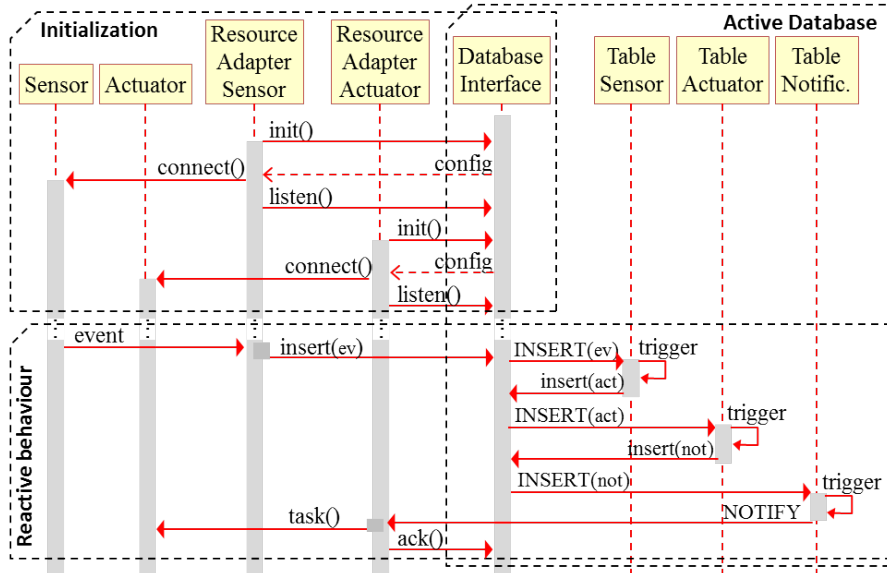 Initialization
Active Database
Sensor
Actuator
Resource
Adapter
Sensor
Resource
Adapter
Actuator
Database
Interface
Table
Sensor
Table
Actuator
Table
Notific.
init()
config
connect()
listen()
init()
config
connect()
listen()
Reactive behaviour
event
insert(ev)
INSERT(ev)
trigger
insert(act)
INSERT(act)
trigger
insert(not)
INSERT(not)
trigger
NOTIFY
task()
ack()